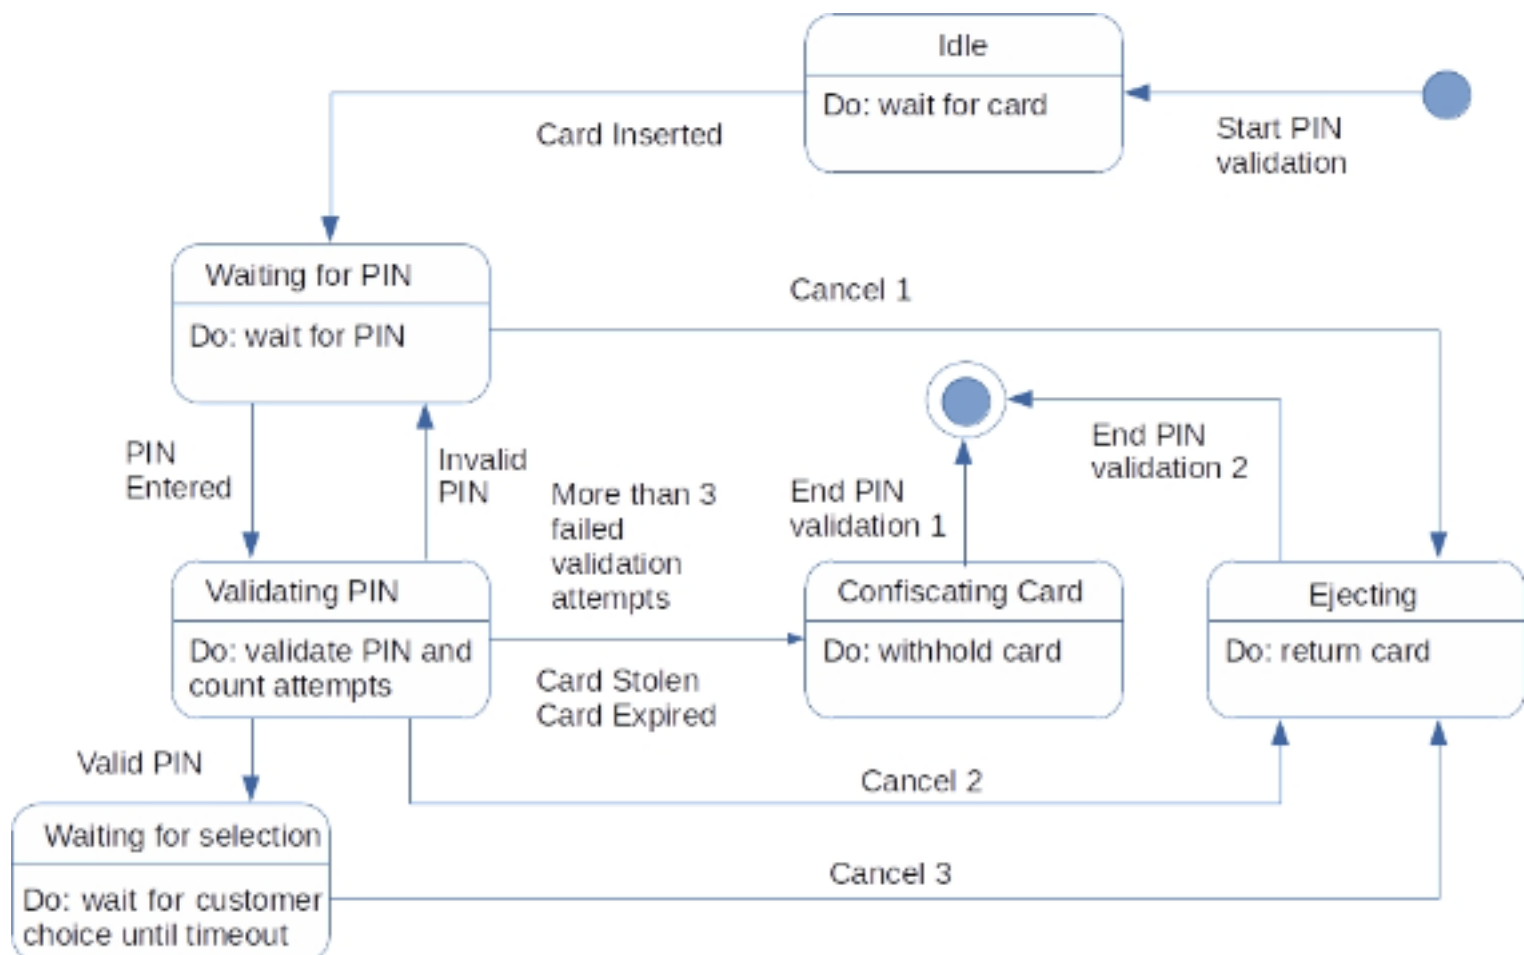 Idle
Do: wait for card
Start PIN
validation
Card Inserted
Waiting for PIN
Do: wait for PIN
Cancel 1
PIN
Entered
Invalid
PIN
More than 3
failed
validation
attempts
End PIN
validation 1
End PIN
validation 2
Validating PIN
Do: validate PIN and
count attempts
Card Stolen
Card Expired
Confiscating Card
Do: withhold card
Ejecting
Do: return card
Valid PIN
Cancel 2
Waiting for selection
Do: wait for customer
choice until timeout
Cancel 3